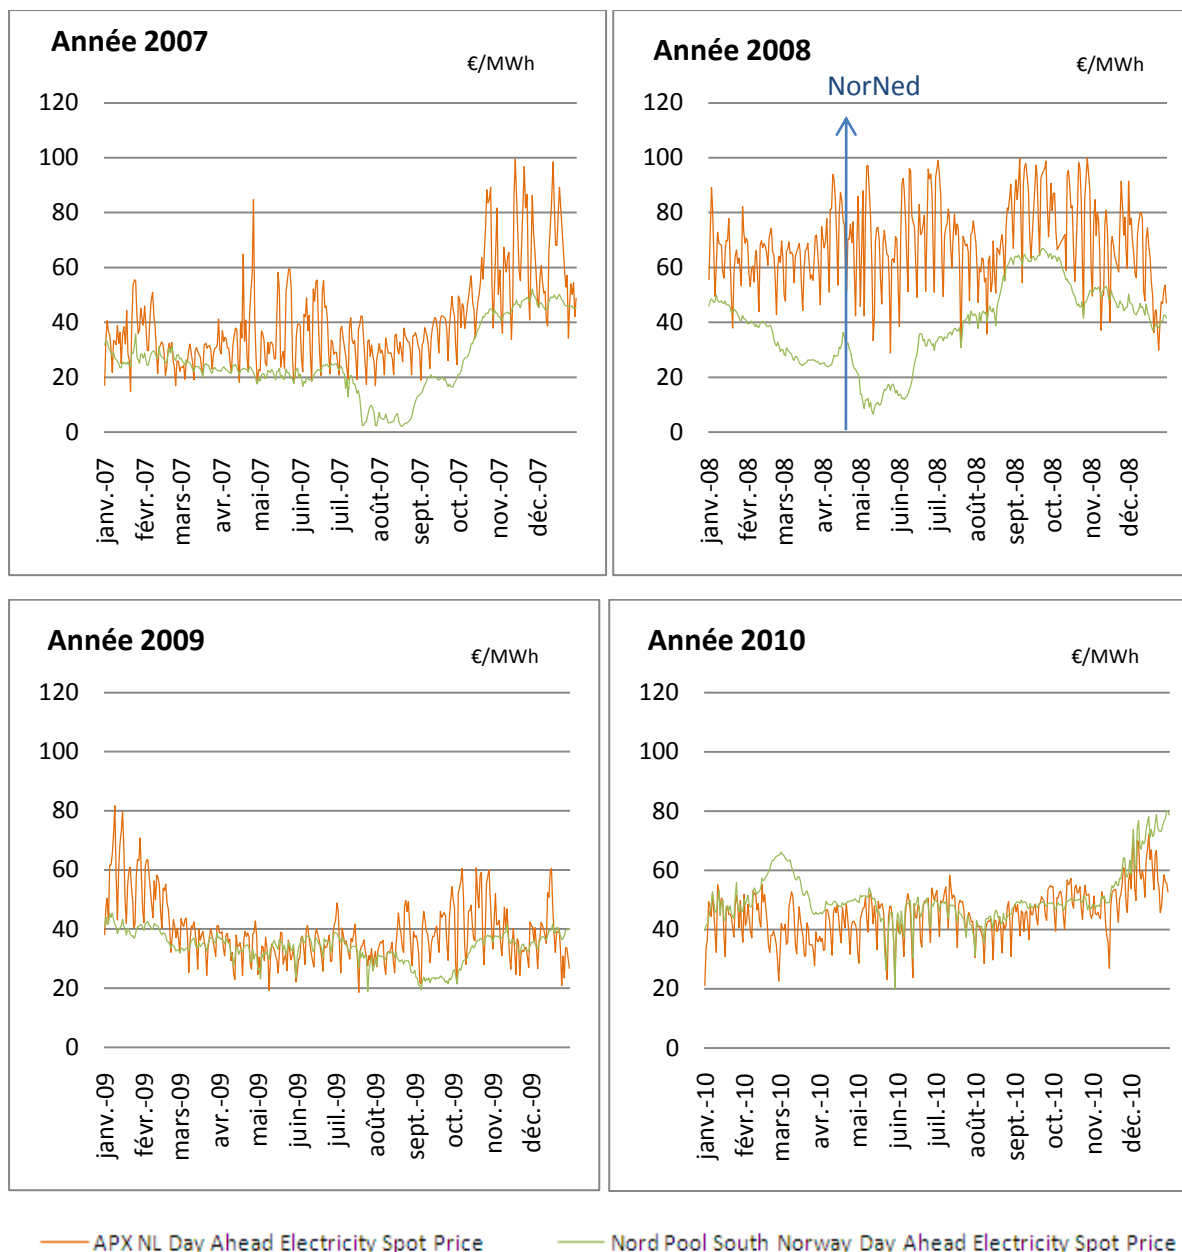 Année 2007
€/MWh
120
100
80
60
40
20
0
janv.-07
févr.-07
mars-07
avr.-07
mai-07
juin-07
juil.-07
août-07
sept.-07
oct.-07
nov.-07
déc.-07
Année 2008
€/MWh
NorNed
120
100
80
60
40
20
0
janv.-08
févr.-08
mars-08
avr.-08
mai-08
juin-08
juil.-08
août-08
sept.-08
oct.-08
nov.-08
déc.-08
Année 2009
€/MWh
120
100
80
60
40
20
0
janv.-09
févr.-09
mars-09
avr.-09
mai-09
juin-09
juil.-09
août-09
sept.-09
oct.-09
nov.-09
déc.-09
Année 2010
€/MWh
120
100
80
60
40
20
0
janv.-10
févr.-10
mars-10
avr.-10
mai-10
juin-10
juil.-10
août-10
sept.-10
oct.-10
nov.-10
déc.-10
APX NL Day Ahead Electricity Spot Price
Nord Pool South Norway Day Ahead Electricity Spot Price